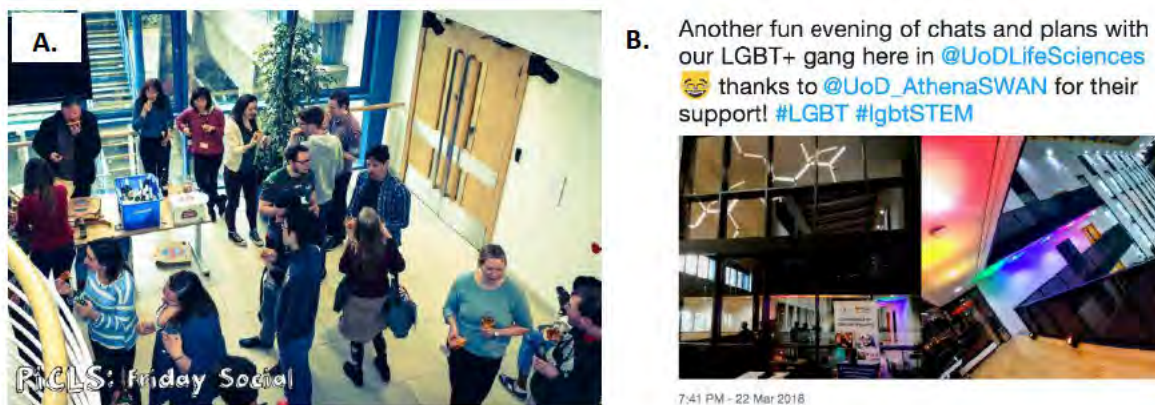 A.
PiCLS: Friday Social
B.
Another fun evening of chats and plans with
our LGBT+ gang here in @UoDLifeSciences
😹 thanks to @UoD_AthenaSWAN for their
support! #LGBT #lgbtSTEM
7:41 PM - 22 Mar 2018